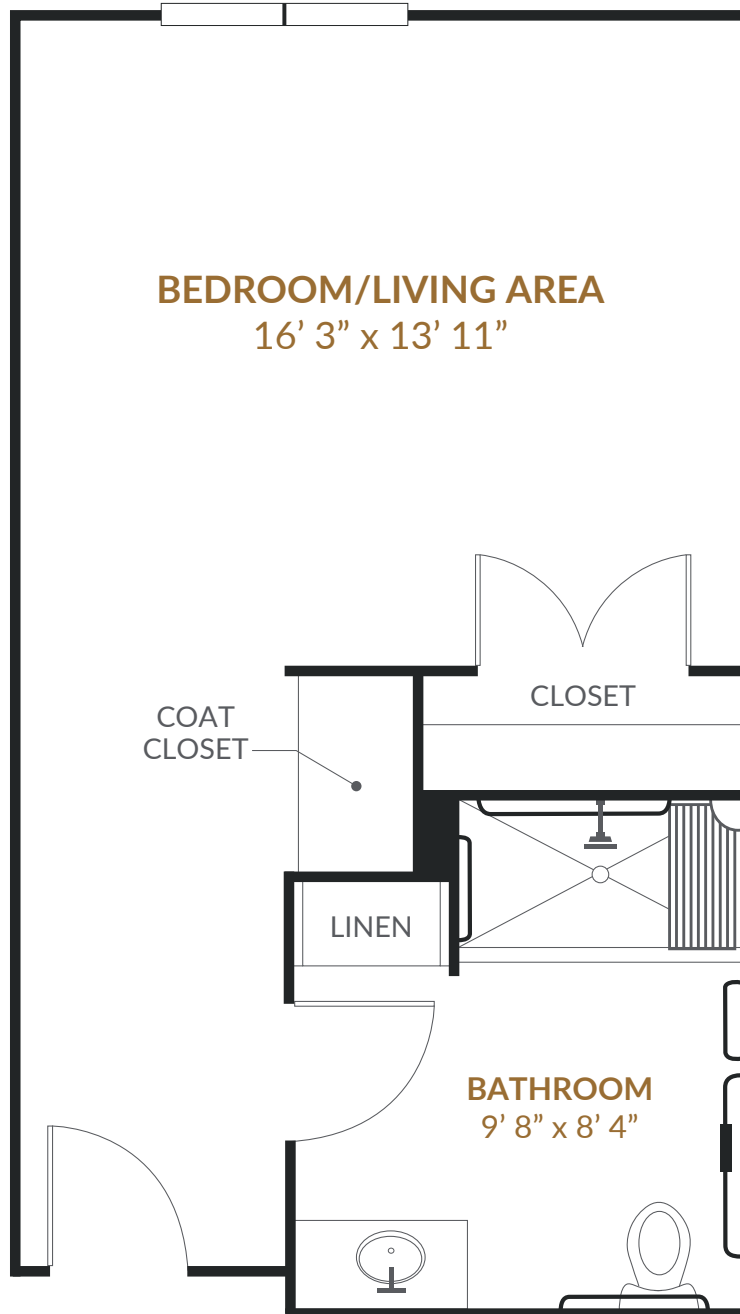 BEDROOM/LIVING AREA
16’ 3” x 13’ 11”
CLOSET
COAT
CLOSET
LINEN
BATHROOM
9’ 8” x 8’ 4”